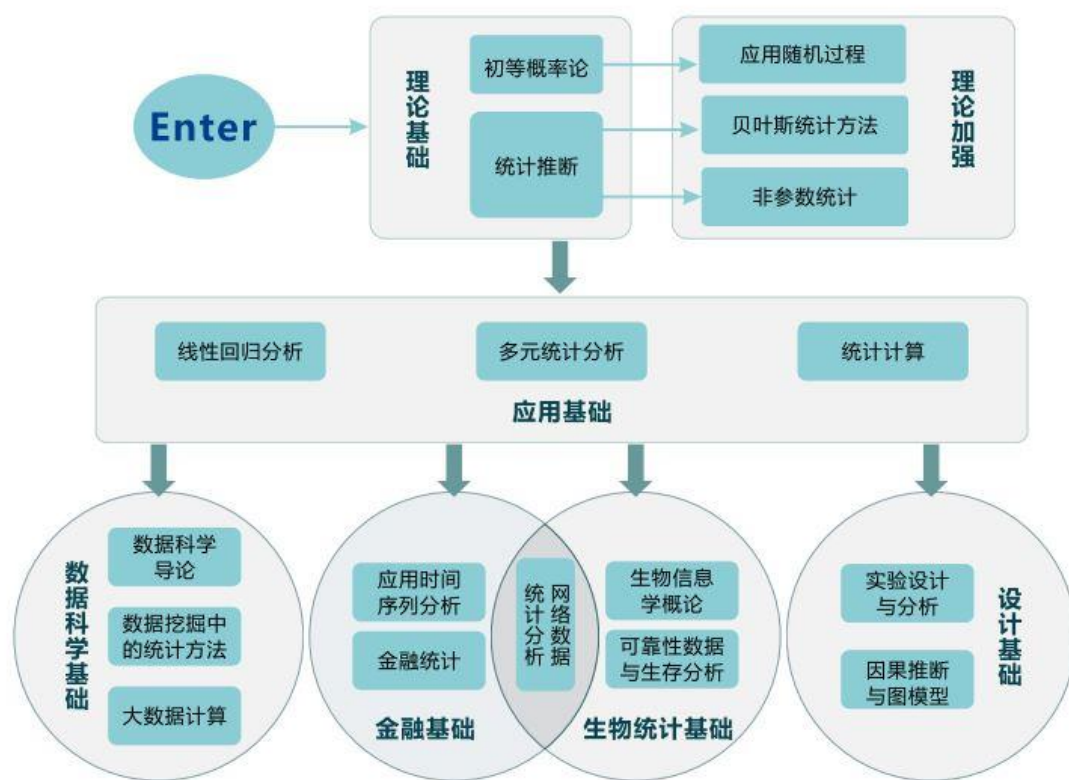 Enter
理论基础
初等概率论
统计推断
应用随机过程
贝叶斯统计方法
非参数统计
理论加强
线性回归分析
多元统计分析
统计计算
应用基础
数据科学基础
数据科学
导论
数据挖掘中
的统计方法
大数据计算
应用时间
序列分析
金融统计
金融基础
网络数据
统计分析
生物信息
学概论
可靠性数据
与生存分析
生物统计基础
实验设计
与分析
因果推断
与图模型
设计基础